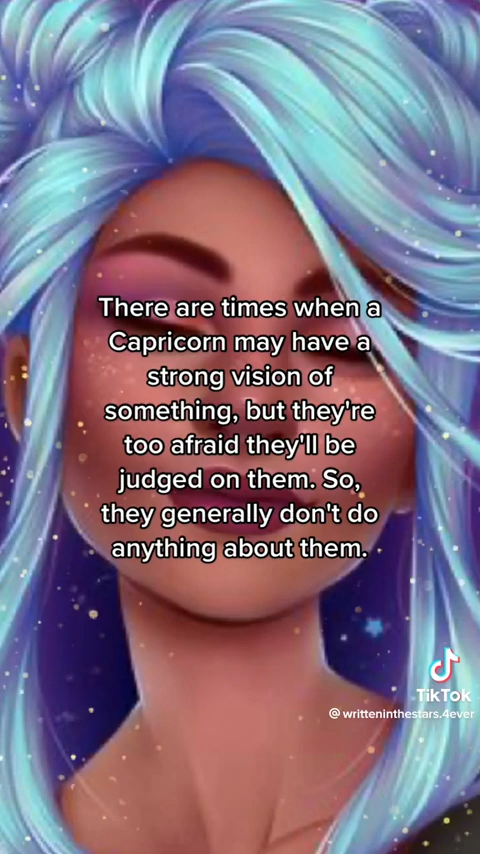 There are times when a
Capricorn may have a
strong vision of
something, but they're
too afraid they'll be
judged on them. So,
they generally don't do
anything about them.
TikTok
@writteninthestars.4ever